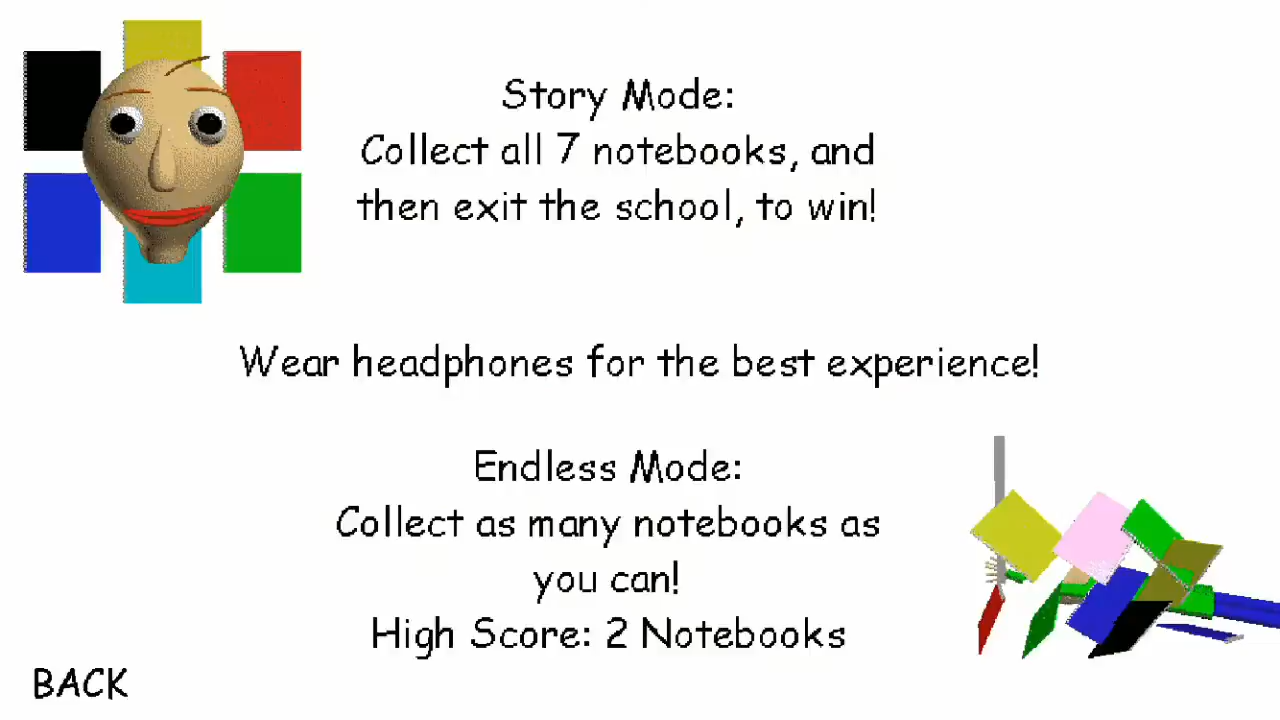 Story Mode:
Collect all 7 notebooks, and
then exit the school, to win!
Wear headphones for the best experience!
Endless Mode:
Collect as many notebooks as
you can!
High Score: 2 Notebooks
BACK